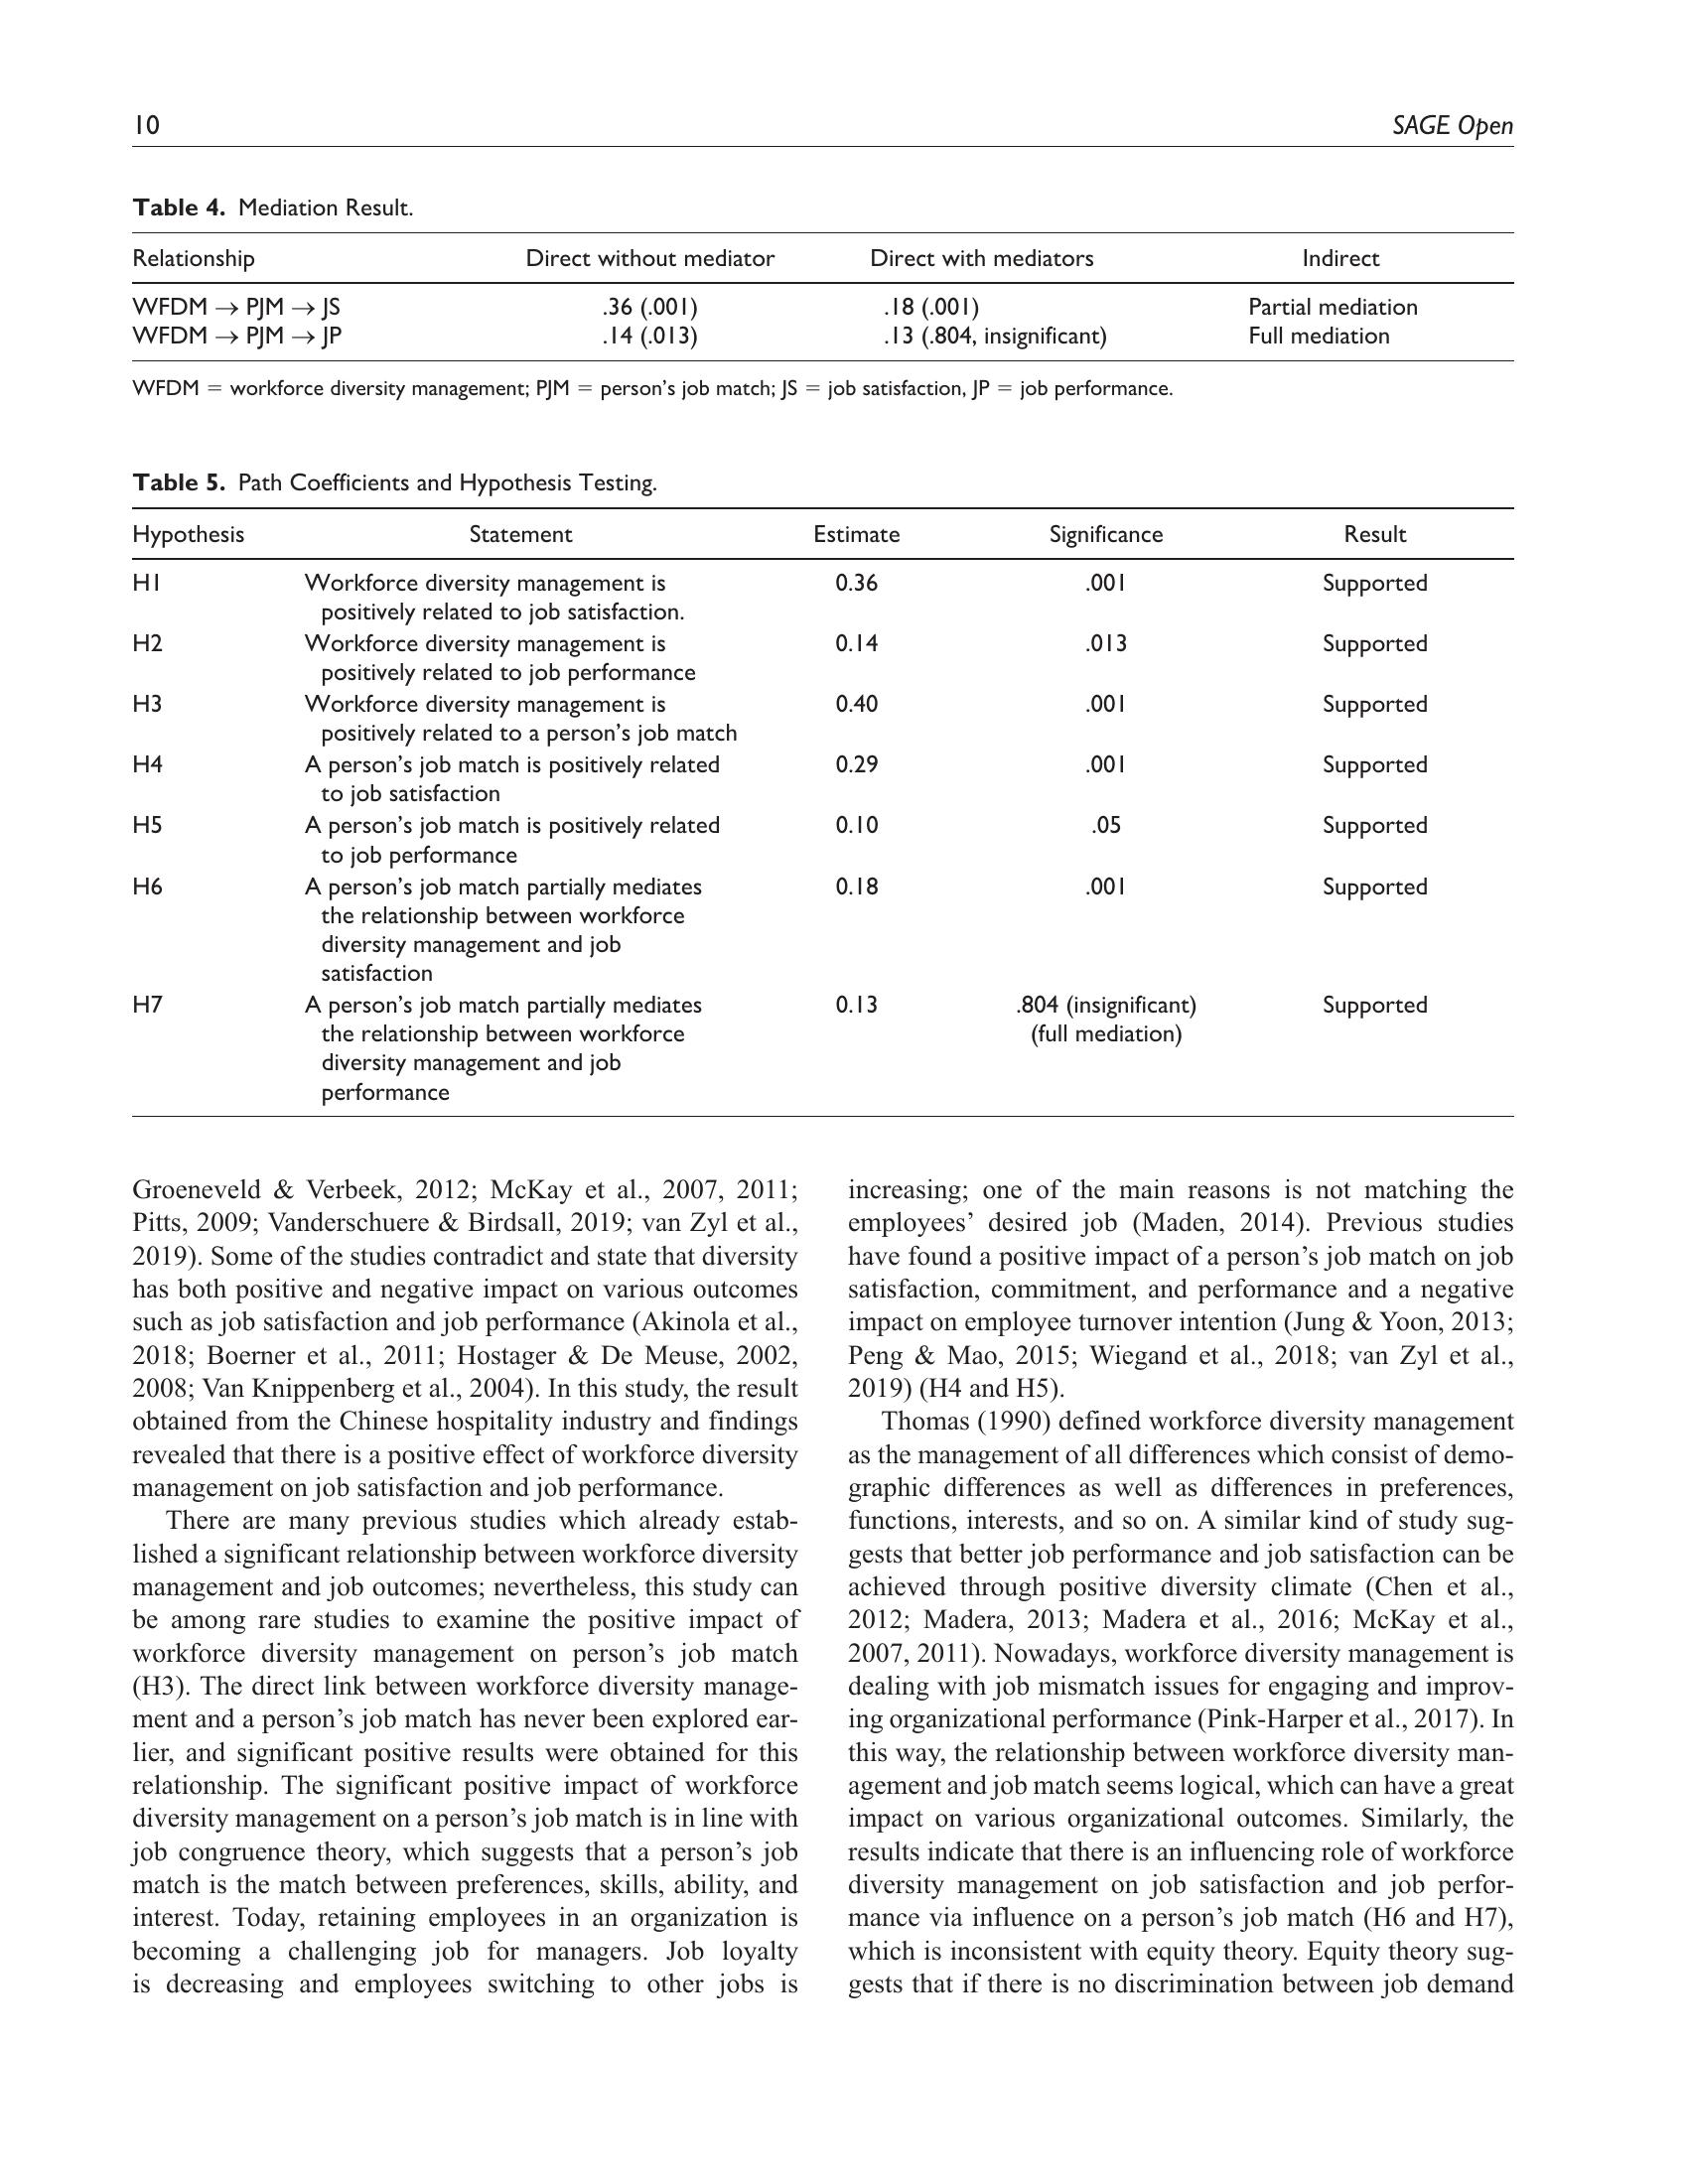 10
SAGE Open
Table 4. Mediation Result.
Relationship Direct without mediator Direct with mediators Indirect
WFDM → PJM → JS .36 (.001) .18 (.001) Partial mediation
WFDM → PJM → JP .14 (.013) .13 (.804, insignificant) Full mediation
WFDM = workforce diversity management; PJM = person’s job match; JS = job satisfaction, JP = job performance.
Table 5. Path Coefficients and Hypothesis Testing.
Hypothesis Statement Estimate Significance Result
H1 Workforce diversity management is 0.36 .001 Supported
positively related to job satisfaction.
H2 Workforce diversity management is 0.14 .013 Supported
positively related to job performance
H3 Workforce diversity management is 0.40 .001 Supported
positively related to a person’s job match
H4 A person’s job match is positively related 0.29 .001 Supported
to job satisfaction
H5 A person’s job match is positively related 0.10 .05 Supported
to job performance
H6 A person’s job match partially mediates 0.18 .001 Supported
the relationship between workforce
diversity management and job
satisfaction
H7 A person’s job match partially mediates 0.13 .804 (insignificant) Supported
the relationship between workforce (full mediation)
diversity management and job
performance
Groeneveld & Verbeek, 2012; McKay et al., 2007, 2011;
Pitts, 2009; Vanderschuere & Birdsall, 2019; van Zyl et al.,
2019). Some of the studies contradict and state that diversity
has both positive and negative impact on various outcomes
such as job satisfaction and job performance (Akinola et al.,
2018; Boerner et al., 2011; Hostager & De Meuse, 2002,
2008; Van Knippenberg et al., 2004). In this study, the result
obtained from the Chinese hospitality industry and findings
revealed that there is a positive effect of workforce diversity
management on job satisfaction and job performance.
There are many previous studies which already estab-
lished a significant relationship between workforce diversity
management and job outcomes; nevertheless, this study can
be among rare studies to examine the positive impact of
workforce diversity management on person’s job match
(H3). The direct link between workforce diversity manage-
ment and a person’s job match has never been explored ear-
lier, and significant positive results were obtained for this
relationship. The significant positive impact of workforce
diversity management on a person’s job match is in line with
job congruence theory, which suggests that a person’s job
match is the match between preferences, skills, ability, and
interest. Today, retaining employees in an organization is
becoming a challenging job for managers. Job loyalty
is decreasing and employees switching to other jobs is
increasing; one of the main reasons is not matching the
employees’ desired job (Maden, 2014). Previous studies
have found a positive impact of a person’s job match on job
satisfaction, commitment, and performance and a negative
impact on employee turnover intention (Jung & Yoon, 2013;
Peng & Mao, 2015; Wiegand et al., 2018; van Zyl et al.,
2019) (H4 and H5).
Thomas (1990) defined workforce diversity management
as the management of all differences which consist of demo-
graphic differences as well as differences in preferences,
functions, interests, and so on. A similar kind of study sug-
gests that better job performance and job satisfaction can be
achieved through positive diversity climate (Chen et al.,
2012; Madera, 2013; Madera et al., 2016; McKay et al.,
2007, 2011). Nowadays, workforce diversity management is
dealing with job mismatch issues for engaging and improv-
ing organizational performance (Pink-Harper et al., 2017). In
this way, the relationship between workforce diversity man-
agement and job match seems logical, which can have a great
impact on various organizational outcomes. Similarly, the
results indicate that there is an influencing role of workforce
diversity management on job satisfaction and job perfor-
mance via influence on a person’s job match (H6 and H7),
which is inconsistent with equity theory. Equity theory sug-
gests that if there is no discrimination between job demand